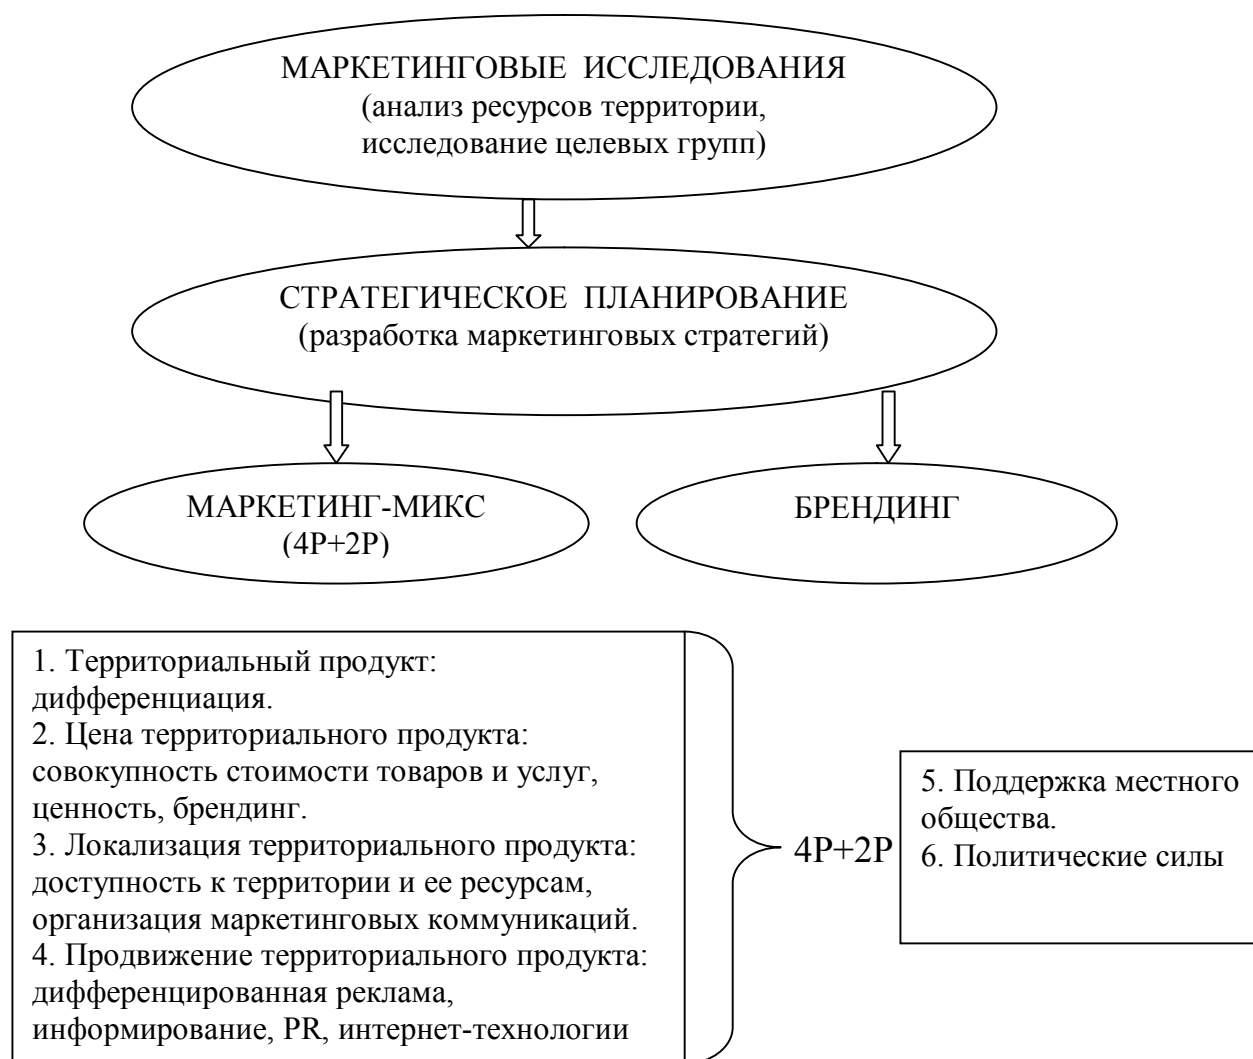 МАРКЕТИНГОВЫЕ ИССЛЕДОВАНИЯ
(анализ ресурсов территории,
исследование целевых групп)
СТРАТЕГИЧЕСКОЕ ПЛАНИРОВАНИЕ
(разработка маркетинговых стратегий)
МАРКЕТИНГ-МИКС
(4P+2P)
БРЕНДИНГ
1. Территориальный продукт:
дифференциация.
2. Цена территориального продукта:
совокупность стоимости товаров и услуг,
ценность, брендинг.
3. Локализация территориального продукта:
доступность к территории и ее ресурсам,
организация маркетинговых коммуникаций.
4. Продвижение территориального продукта:
дифференцированная реклама,
информирование, PR, интернет-технологии
4P+2P
5. Поддержка местного
общества.
6. Политические силы